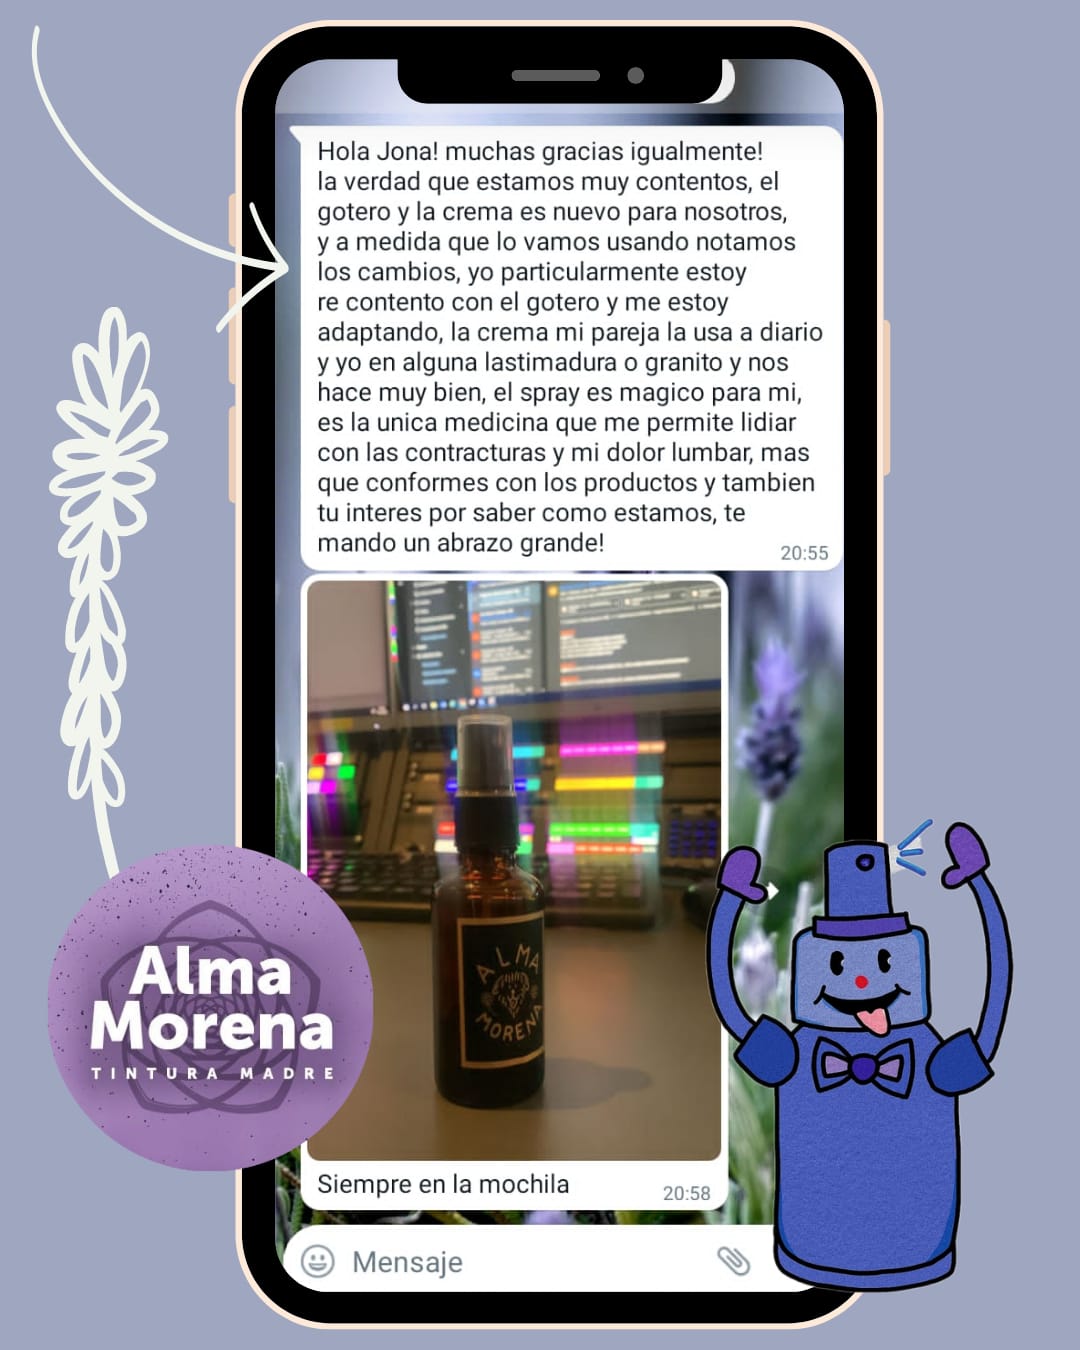 Hola Jona! muchas gracias igualmente!
la verdad que estamos muy contentos, el
gotero y la crema es nuevo para nosotros,
y a medida que lo vamos usando notamos
los cambios, yo particularmente estoy
re contento con el gotero y me estoy
adaptando, la crema mi pareja la usa a diario
y yo en alguna lastimadura o granito y nos
hace muy bien, el spray es magico para mi,
es la unica medicina que me permite lidiar
con las contracturas y mi dolor lumbar, mas
que conformes con los productos y tambien
tu interes por saber como estamos, te
mando un abrazo grande!
20:55
ALMA
MORENA
Alma
Morena
TINTURA MADRE
Siempre en la mochila
20:58
Mensaje